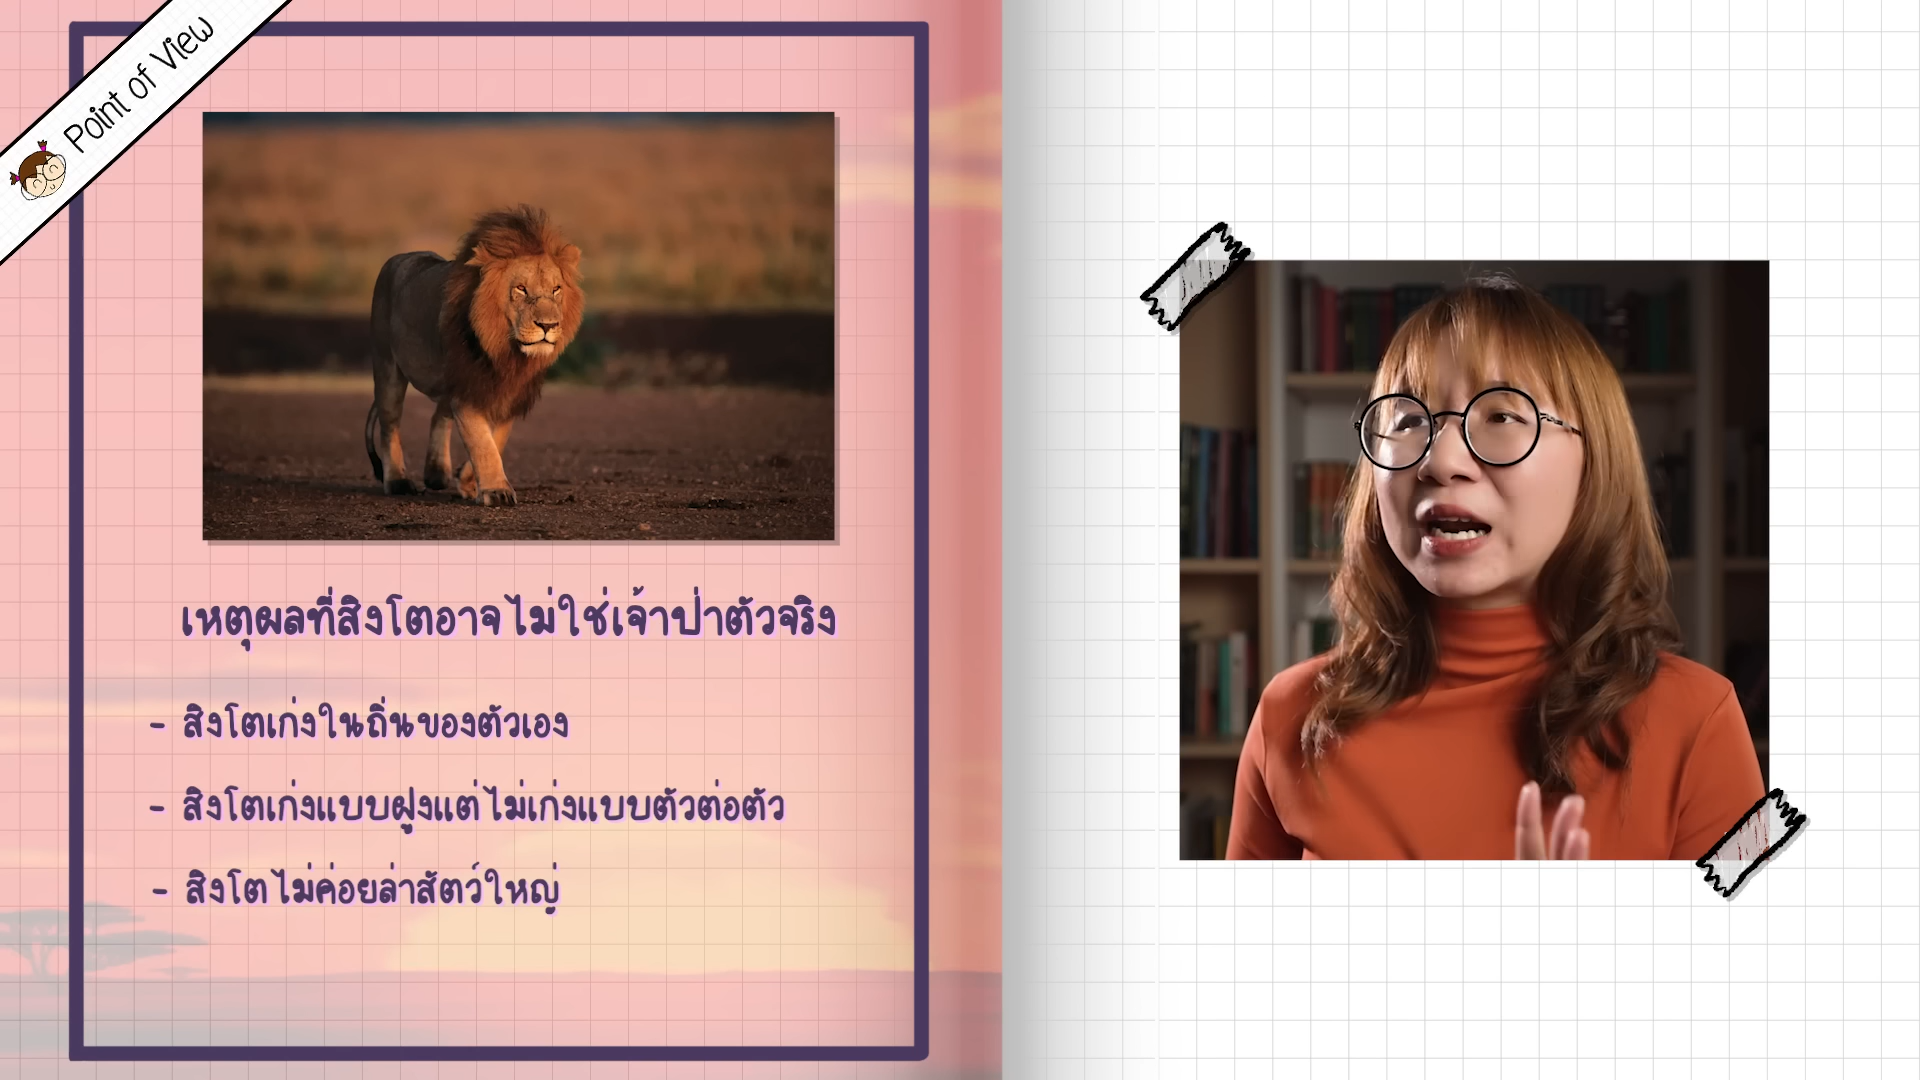 Point of View
เหตุผลที่สิงโตอาจไม่ใช่เจ้าป่าตัวจริง
- สิงโตเก่งในถิ่นของตัวเอง
- สิงโตเก่งแบบฝูงแต่ไม่เก่งแบบตัวต่อตัว
- สิงโตไม่ค่อยล่าสัตว์ใหญ่